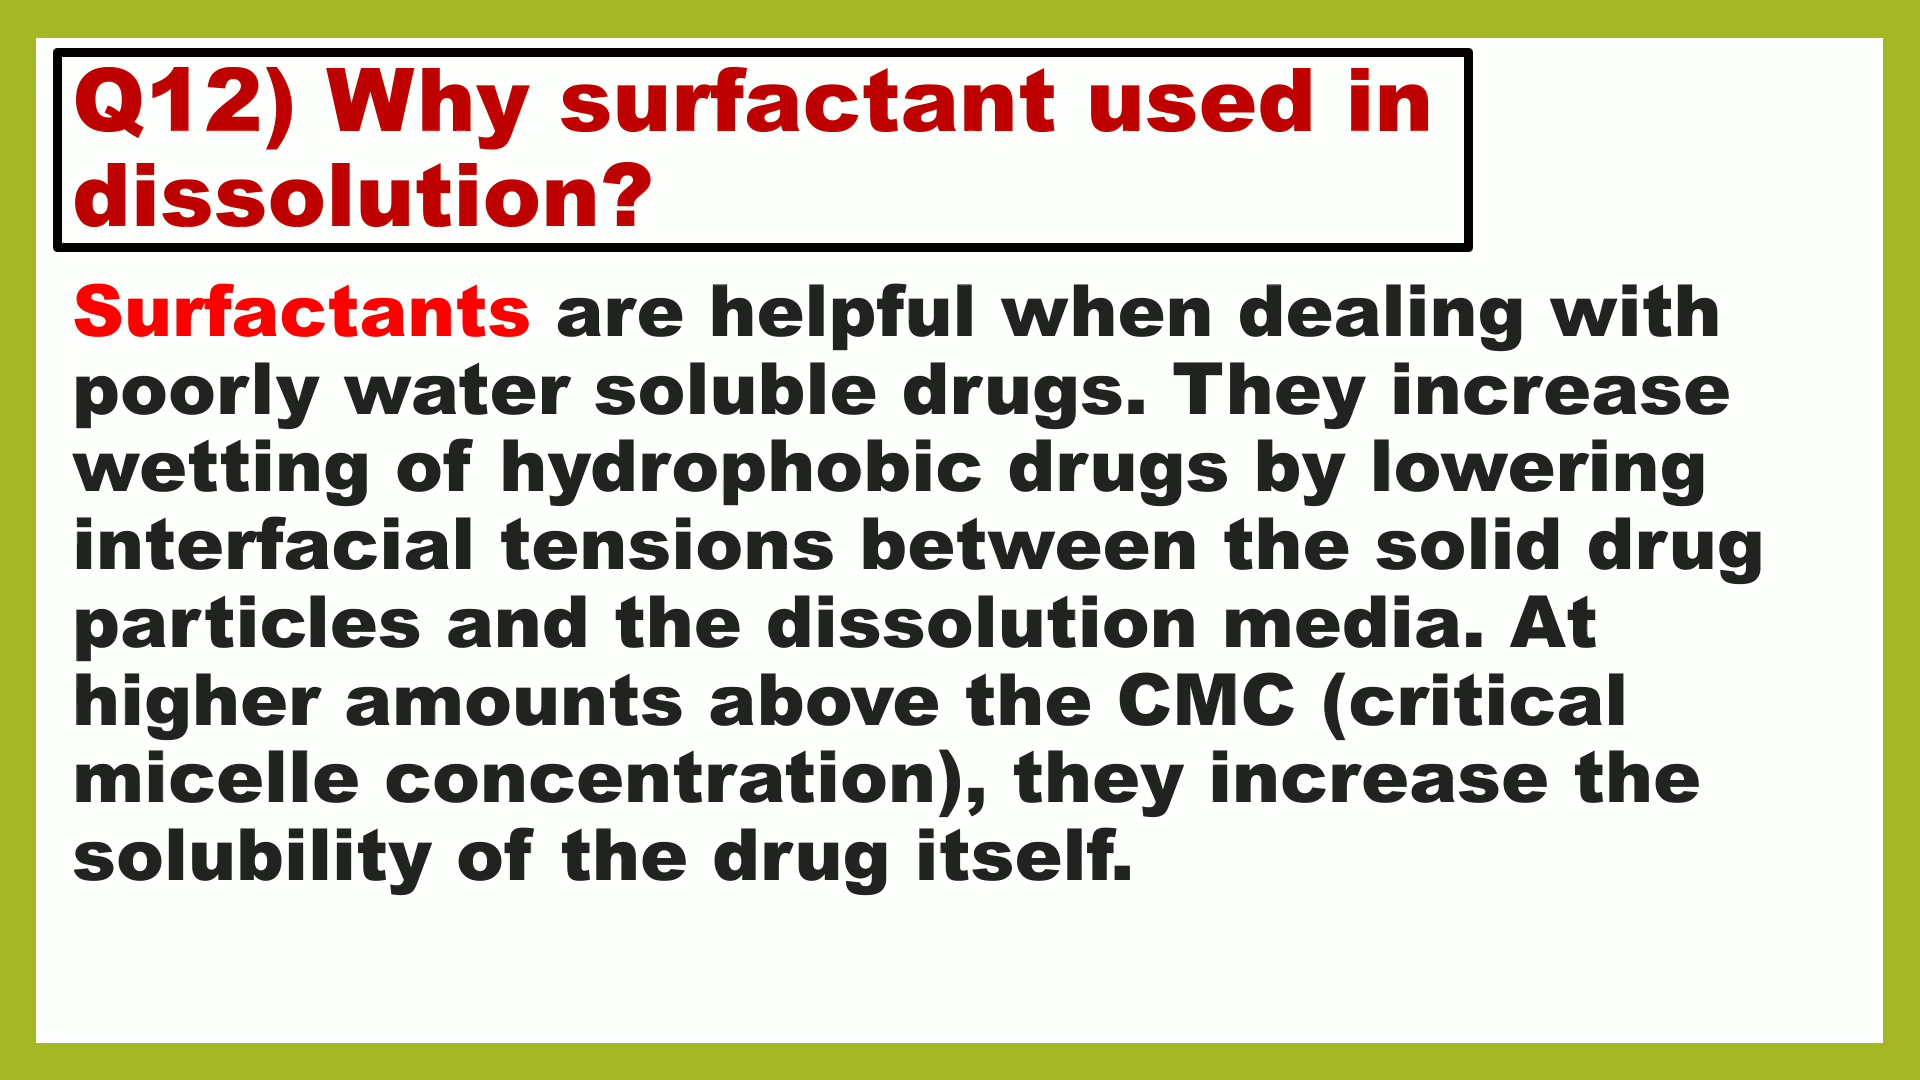 Q12) Why surfactant used in
dissolution?
Surfactants are helpful when dealing with
poorly water soluble drugs. They increase
wetting of hydrophobic drugs by lowering
interfacial tensions between the solid drug
particles and the dissolution media. At
higher amounts above the CMC (critical
micelle concentration), they increase the
solubility of the drug itself.